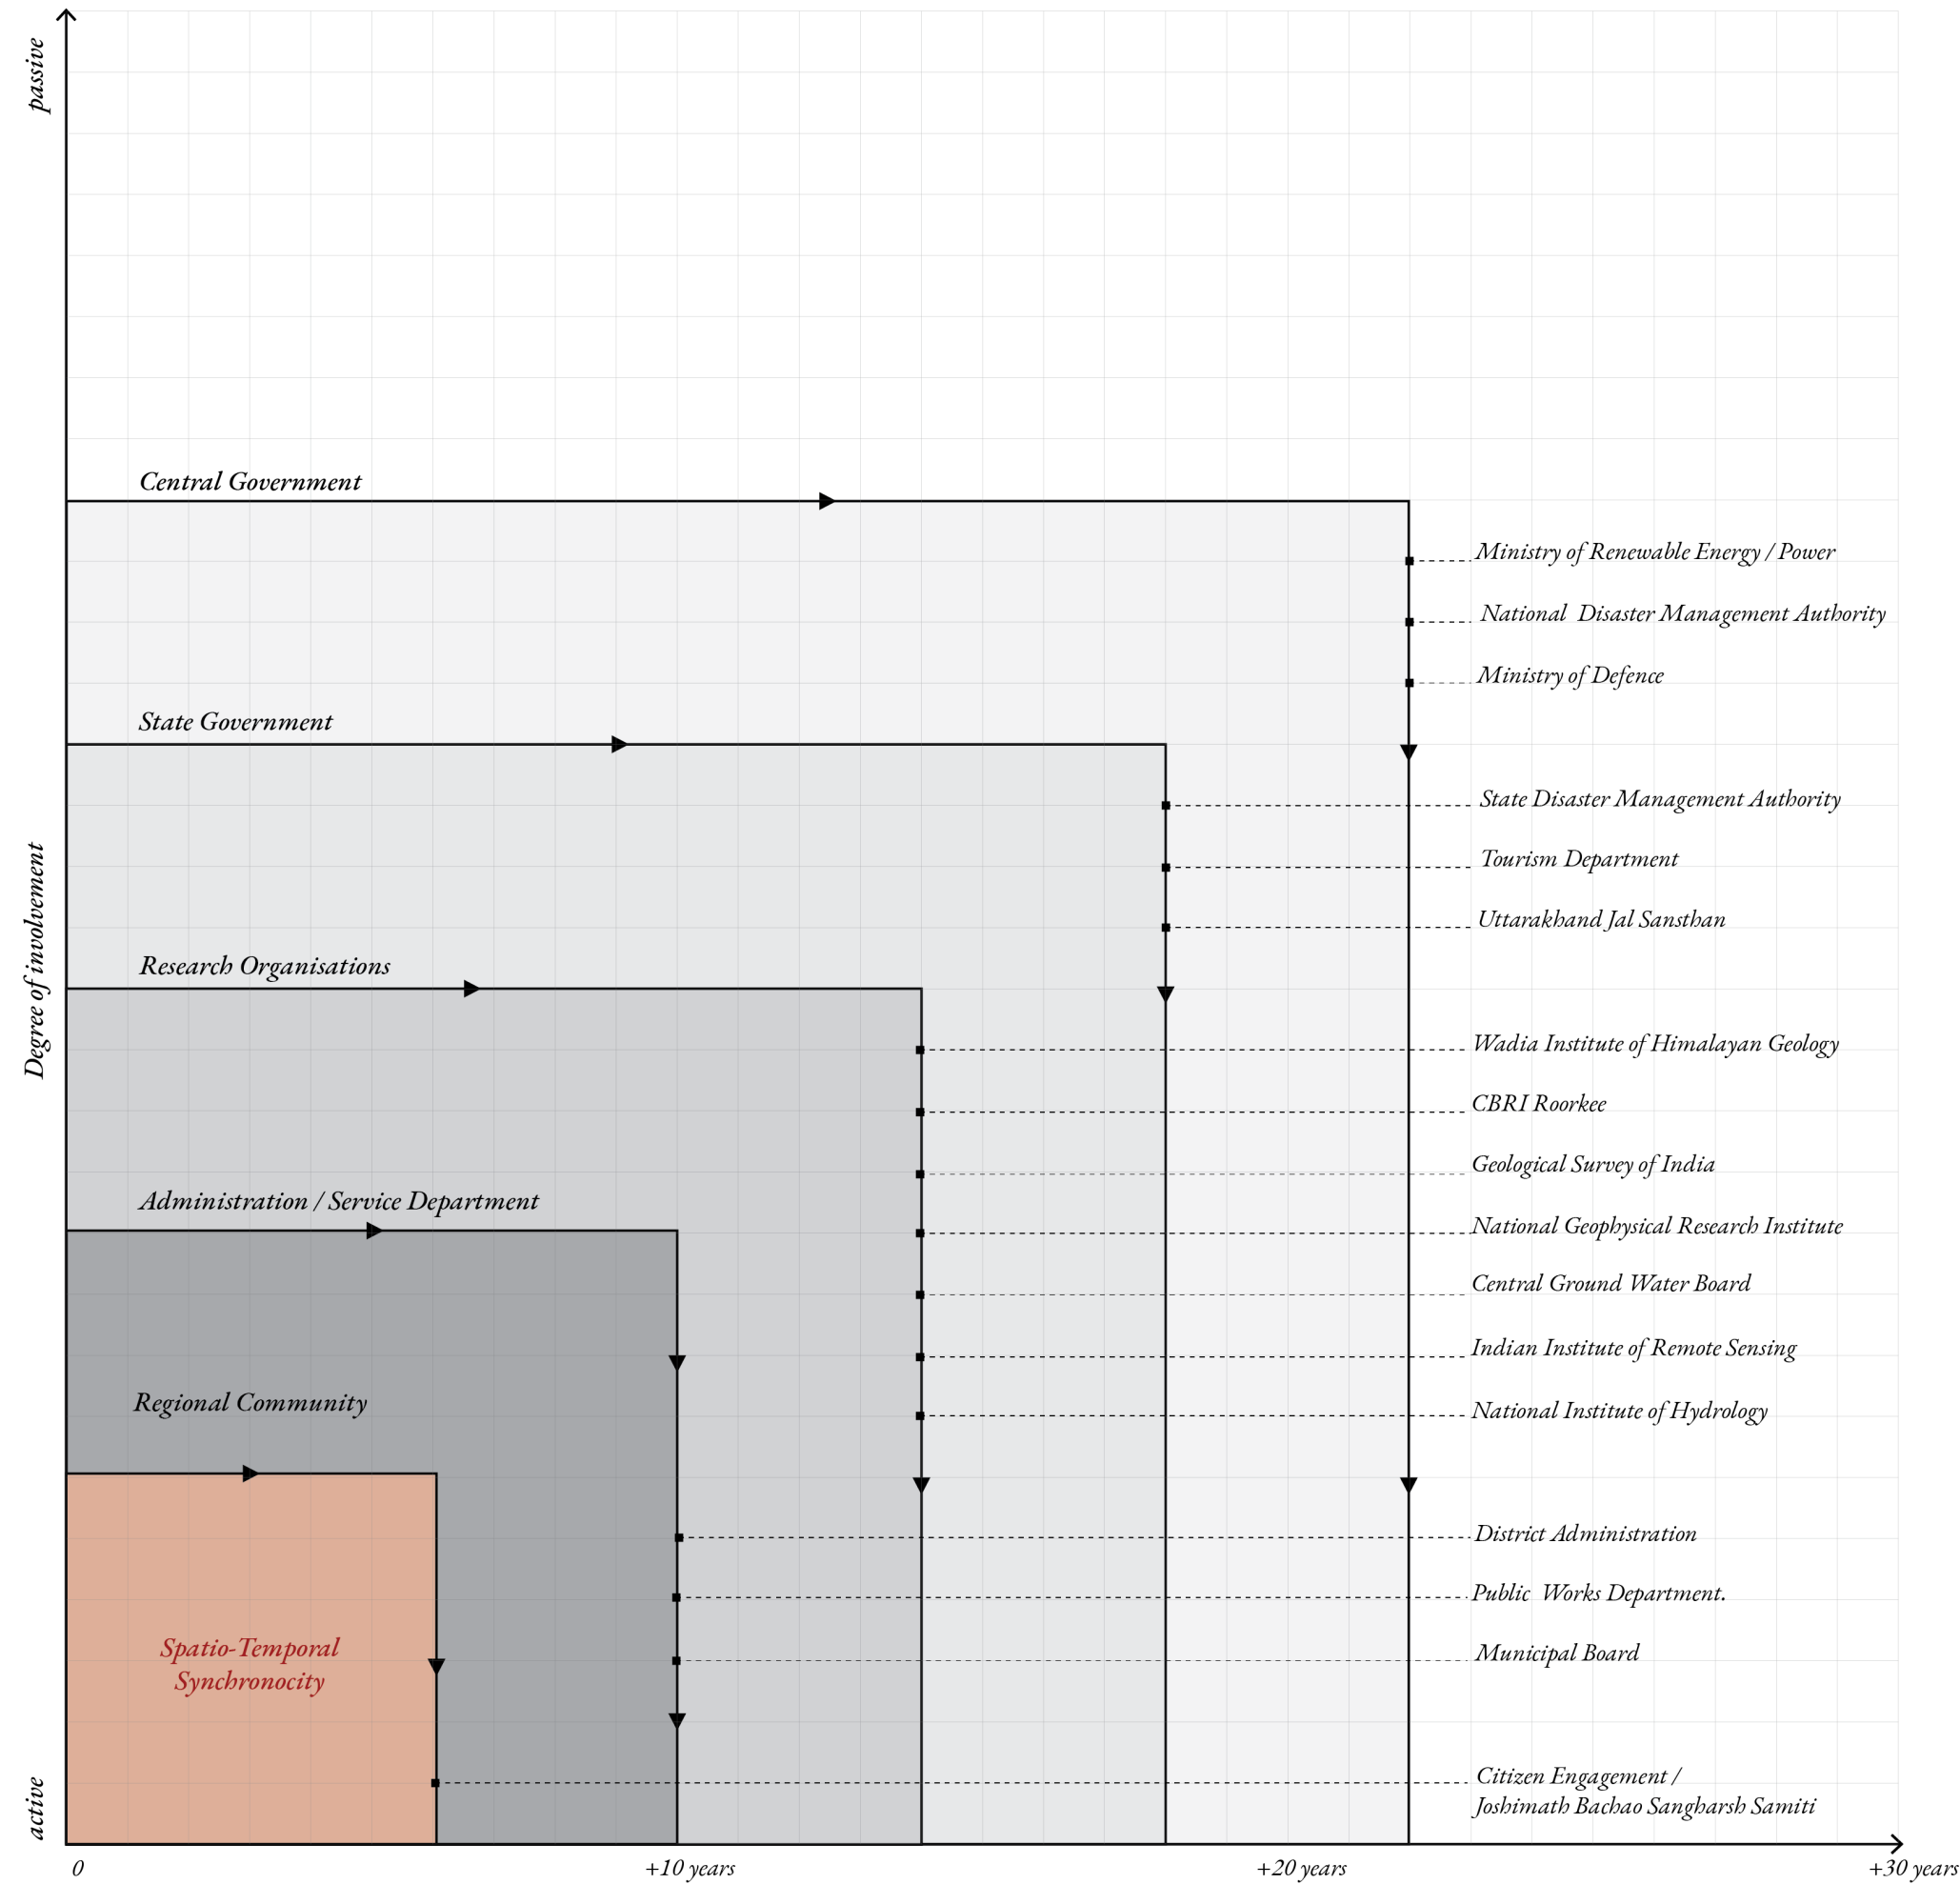 passive
Central Government
Ministry of Renewable Energy / Power
National Disaster Management Authority
Ministry of Defence
State Government
State Disaster Management Authority
Tourism Department
Uttarakhand Jal Sansthan
Degree of involvement
Research Organisations
Wadia Institute of Himalayan Geology
CBRI Roorkee
Geological Survey of India
Administration / Service Department
National Geophysical Research Institute
Central Ground Water Board
Indian Institute of Remote Sensing
Regional Community
National Institute of Hydrology
District Administration
Public Works Department.
Spatio-Temporal
Synchronocity
Municipal Board
active
Citizen Engagement /
Joshimath Bachao Sangharsh Samiti
0
+10 years
+20 years
+30 years